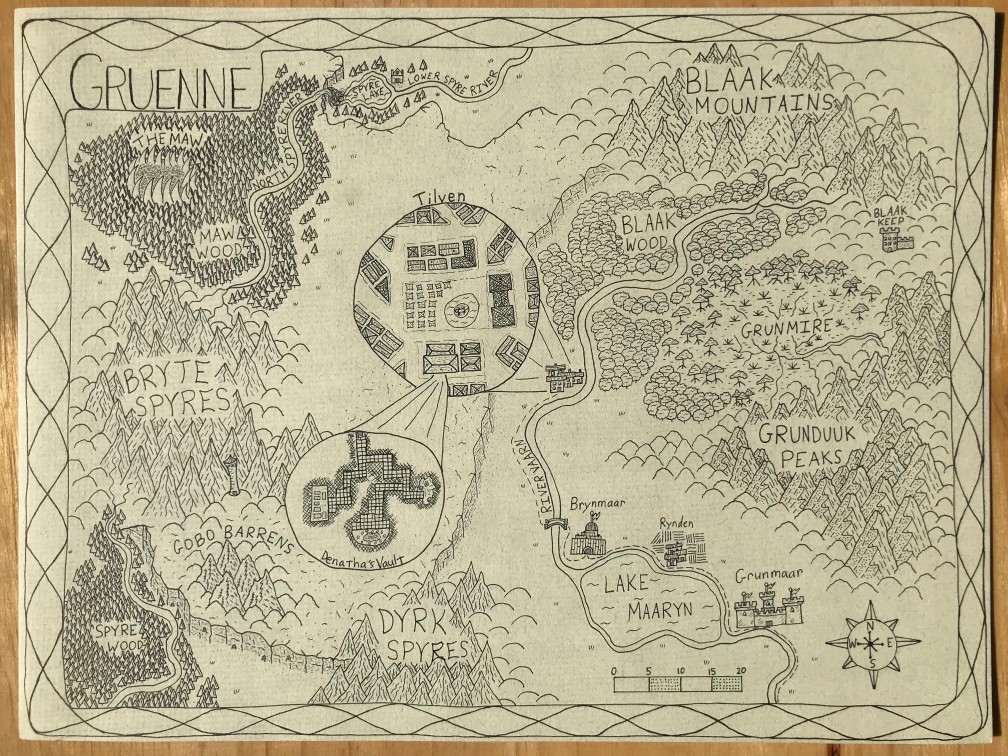 GRUENNE
SPYRE
LAKE
LOWER SPYRE RIVER
BLAAK
MOUNTAINS
THE MAW
NORTH SPYRE RIVER
MAW
WOOD
Tilven
BLAAK
WOOD
BLAAK
KEEP
GRUNMIRE
BRYTE
SPYRES
GRUNDUUK
PEAKS
RIVER VAARYN
GOBO BARRENS
Denatha's Vault
Brynmaar
Rynden
LAKE
MAARYN
Grunmaar
SPYRE
WOOD
DYRK
SPYRES
N
W E
S
0 5 10 15 20